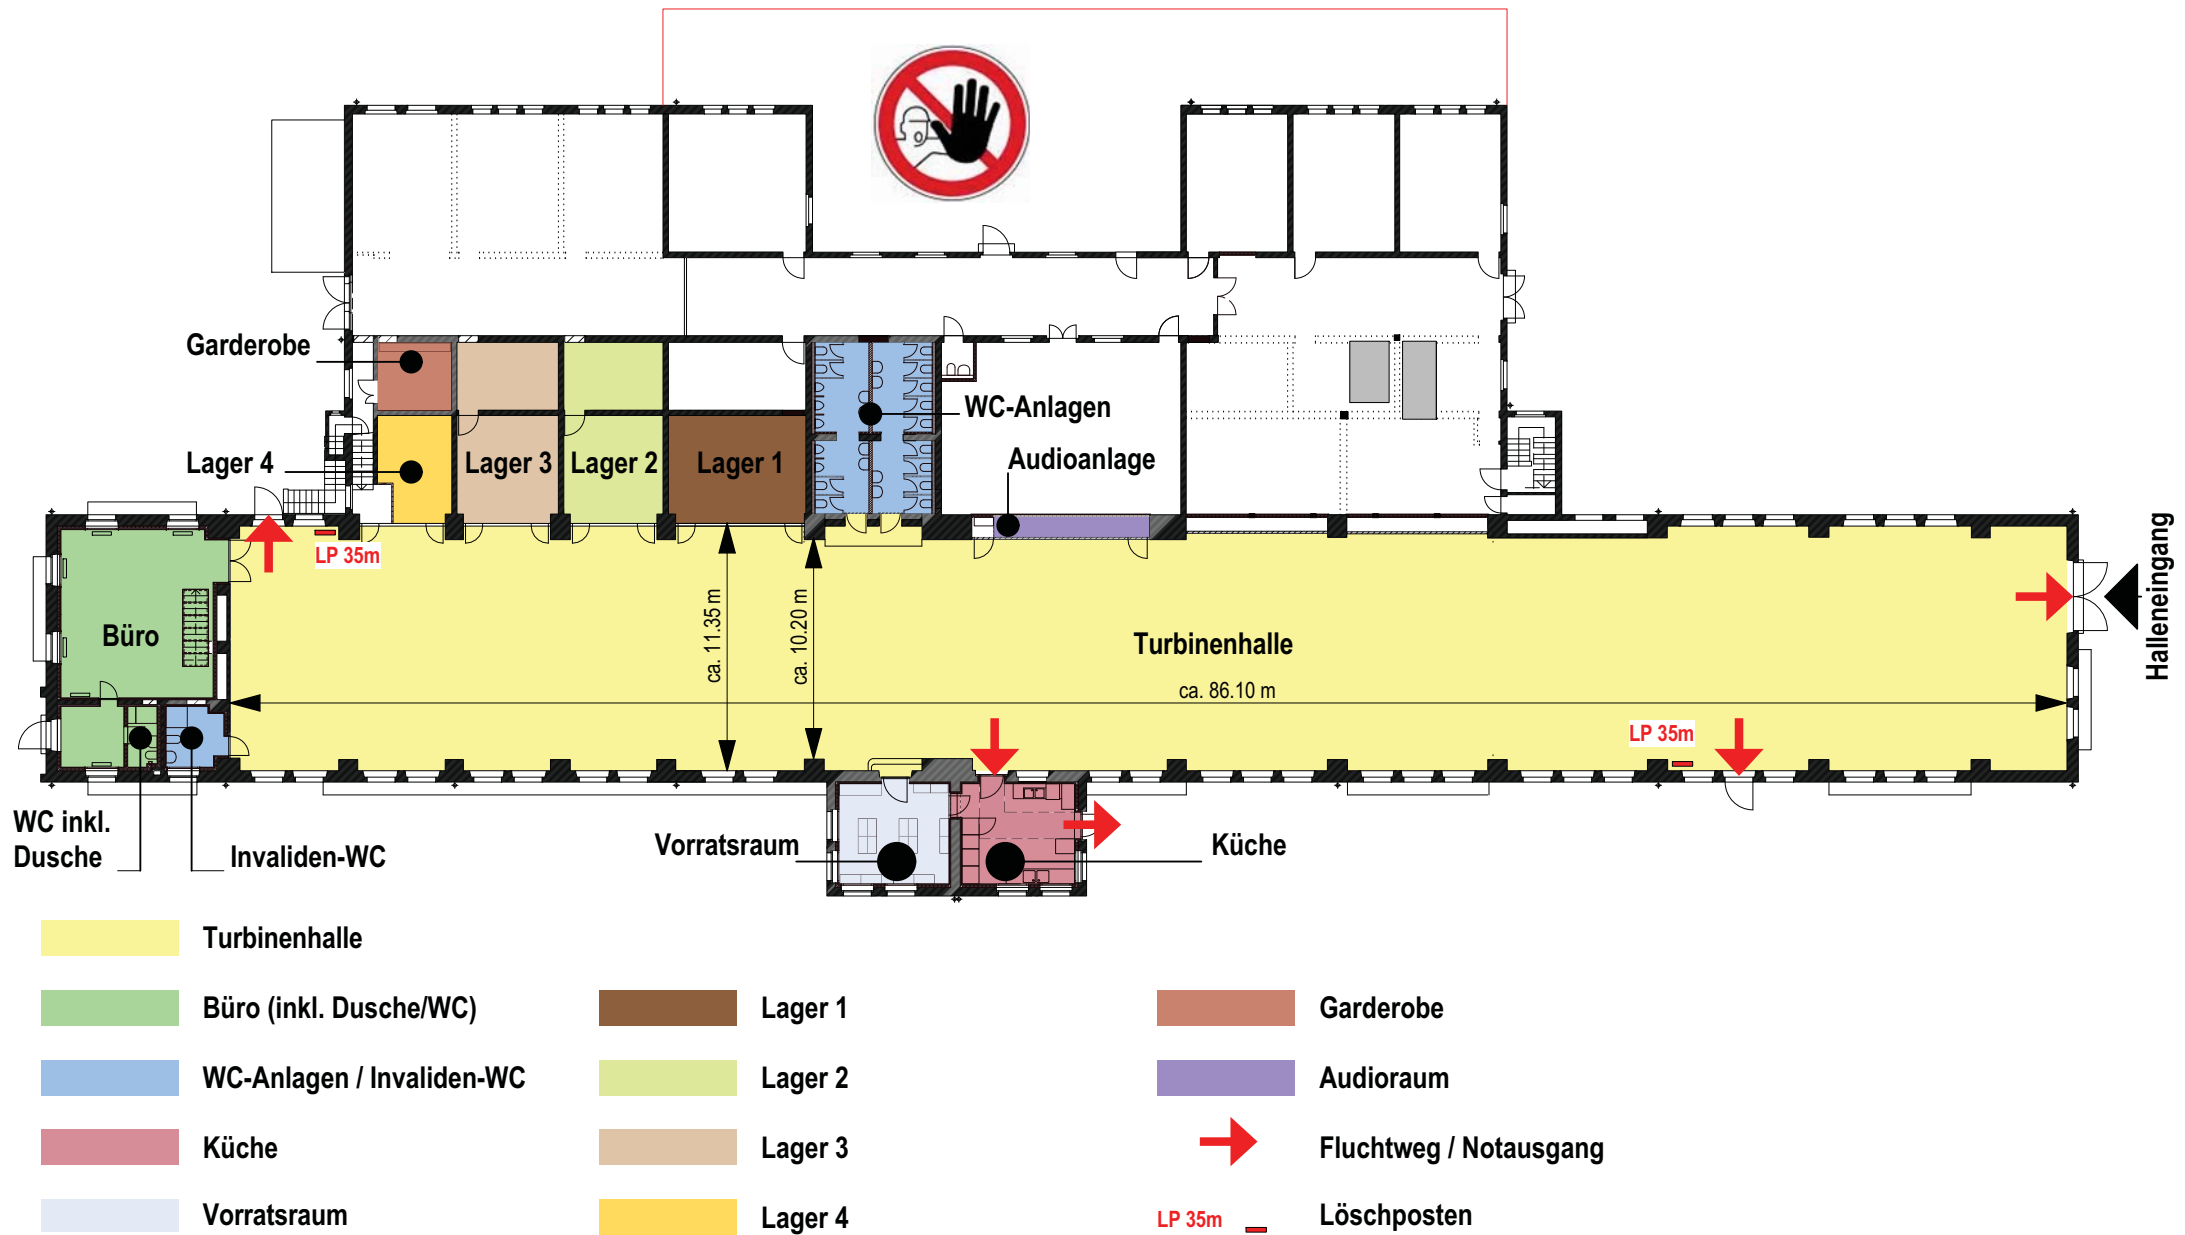 Garderobe
WC-Anlagen
Audioanlage
Lager 4
Lager 3
Lager 2
Lager 1
LP 35m
Halleneingang
ca. 11.35 m
ca. 10.20 m
Büro
Turbinenhalle
ca. 86.10 m
LP 35m
WC inkl.
Dusche
Invaliden-WC
Vorratsraum
Küche
Turbinenhalle
Büro (inkl. Dusche/WC)
Lager 1
Garderobe
WC-Anlagen / Invaliden-WC
Lager 2
Audioraum
Küche
Lager 3
Fluchtweg / Notausgang
Vorratsraum
Lager 4
LP 35m
Löschposten